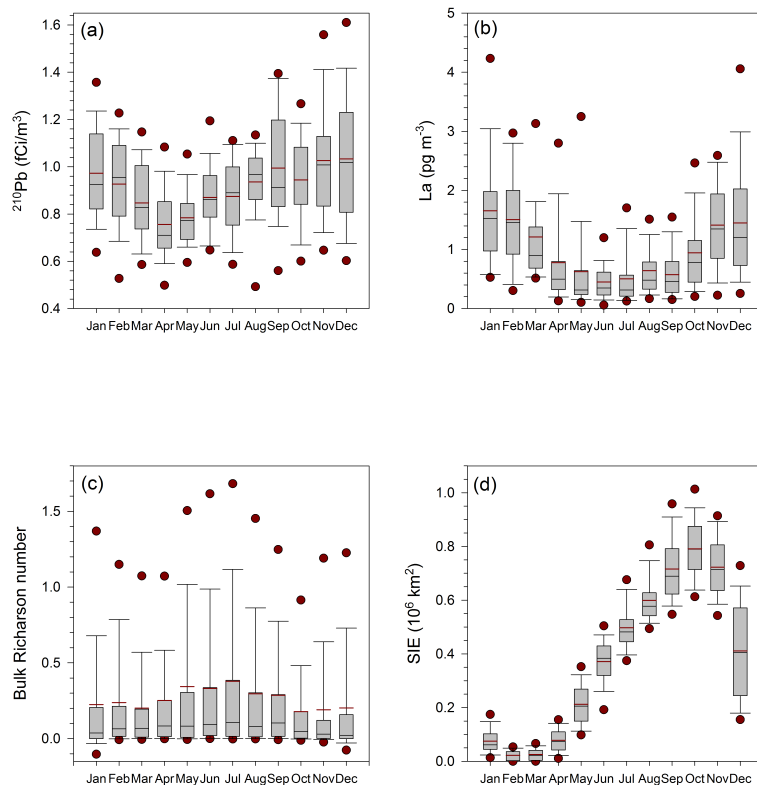 (a)
²¹⁰Pb (fCi/m³)
1.6
1.4
1.2
1.0
0.8
0.6
0.4
Jan Feb Mar Apr May Jun Jul Aug Sep Oct Nov Dec
(b)
La (pg m-3)
5
4
3
2
1
0
Jan Feb Mar Apr May Jun Jul Aug Sep Oct Nov Dec
(c)
Bulk Richarson number
1.5
1.0
0.5
0.0
Jan Feb Mar Apr May Jun Jul Aug Sep Oct Nov Dec
(d)
SIE (10⁶ km²)
1.0
0.8
0.6
0.4
0.2
0.0
Jan Feb Mar Apr May Jun Jul Aug Sep Oct Nov Dec